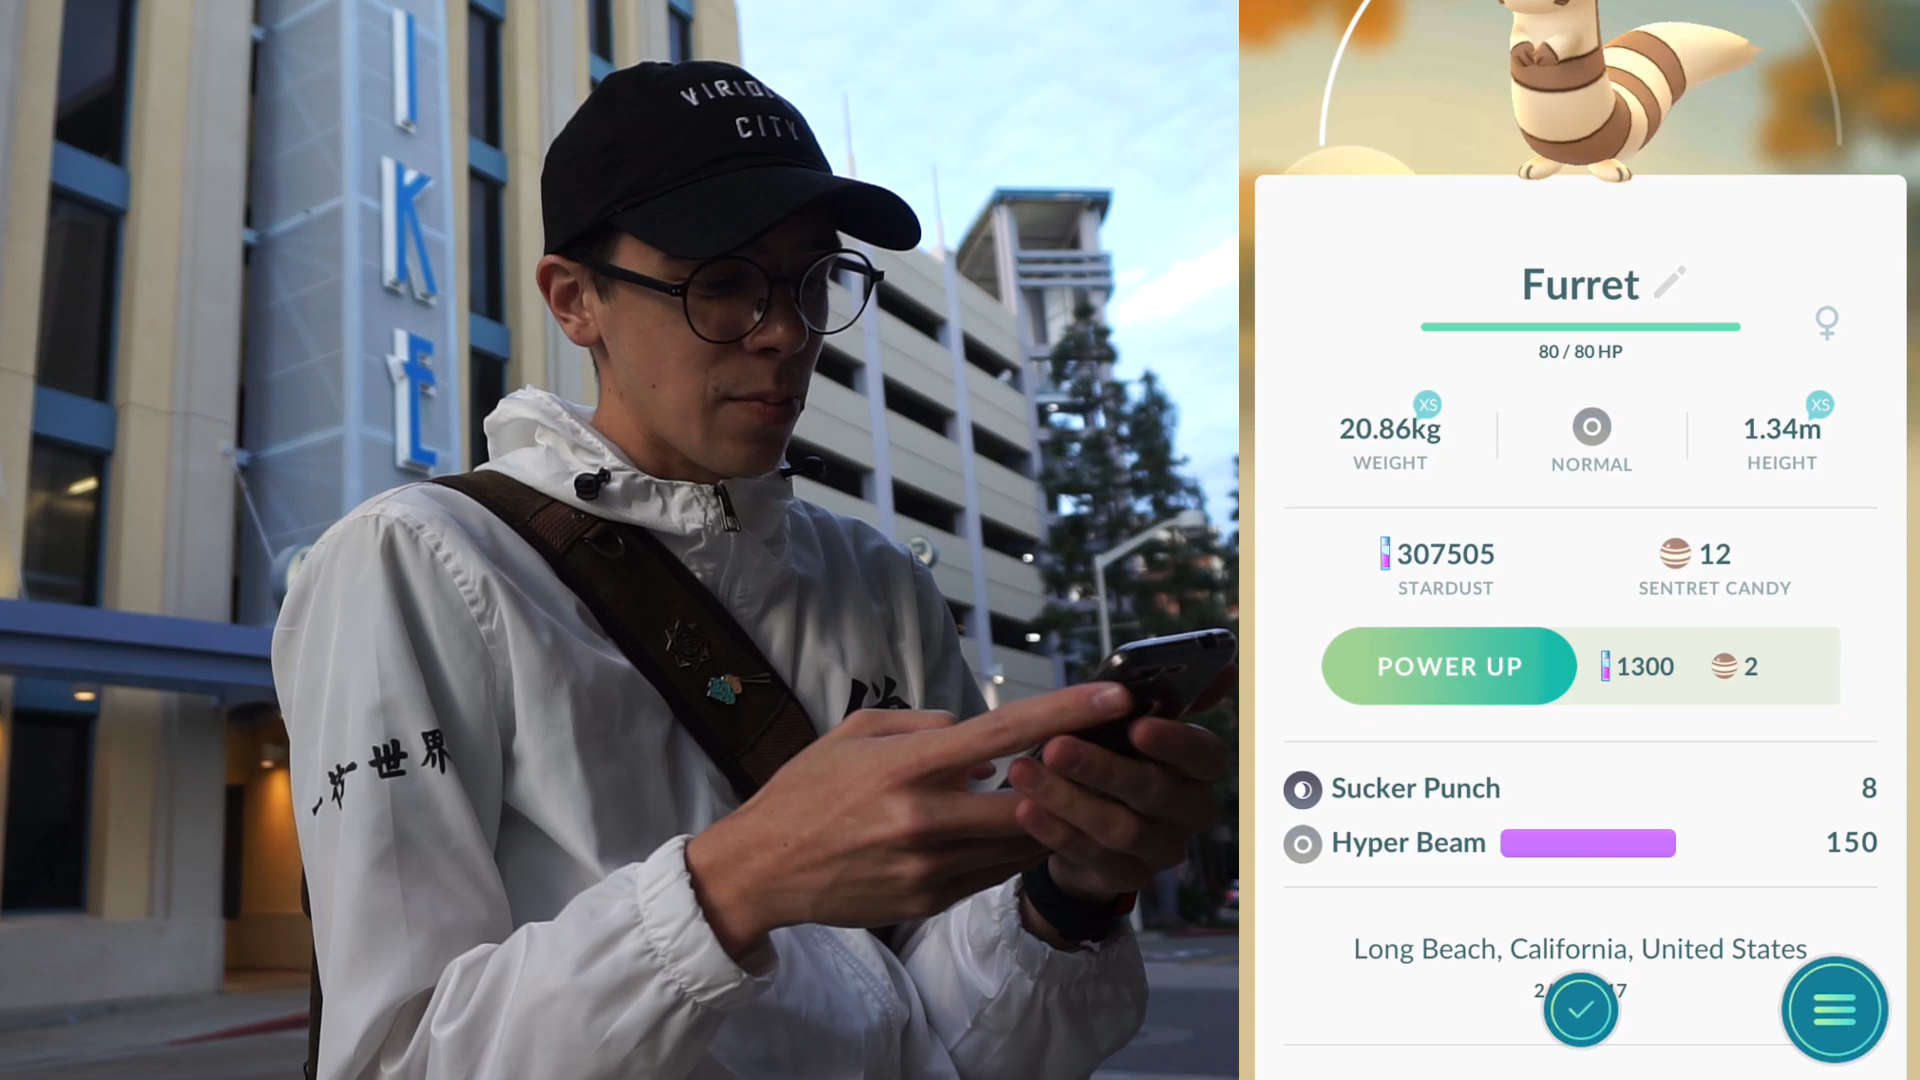 I
K
E
CITY
世界
Furret
80 / 80 HP
XS
XS
20.86kg
NORMAL
1.34m
WEIGHT
HEIGHT
307505
12
STARDUST
SENTRET CANDY
POWER UP
1300
2
Sucker Punch
8
Hyper Beam
150
Long Beach, California, United States